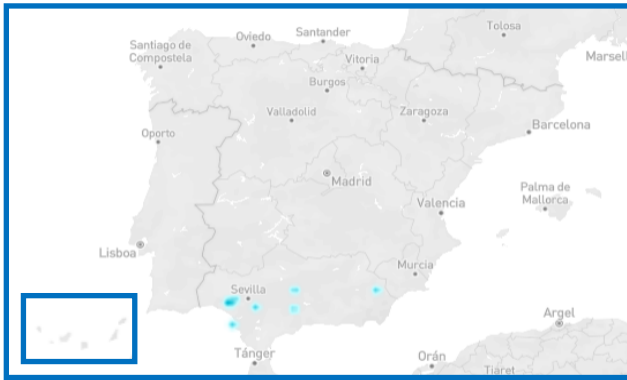 Tolosa
Santander
Oviedo
Santiago de
Compostela
Vitoria
Marsell
Burgos
Valladolid
Zaragoza
Barcelona
Oporto
Madrid
Palma de
Mallorca
Valencia
Lisboa
Murcia
Sevilla
Argel
Tánger
Orán
Tiaret